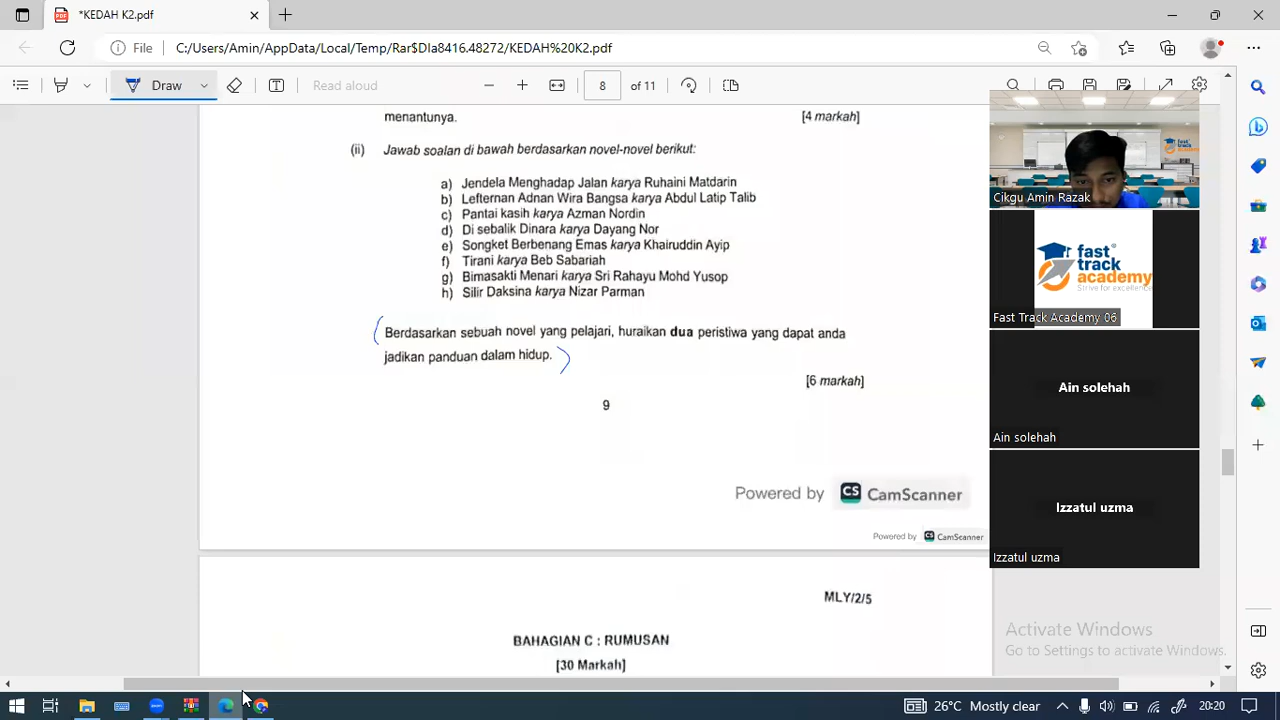 *KEDAH K2.pdf
File
C:/Users/Amin/AppData/Local/Temp/Rar$DIa8416.48272/KEDAH%20K2.pdf
Draw
Read aloud
8
of 11
menantunya.
[4 markah]
(ii) Jawab soalan di bawah berdasarkan novel-novel berikut:
a) Jendela Menghadap Jalan karya Ruhaini Matdarin
b) Lefternan Adnan Wira Bangsa karya Abdul Latip Talib
c) Pantai kasih karya Azman Nordin
d) Di sebalik Dinara karya Dayang Nor
e) Songket Berbenang Emas karya Khairuddin Ayip
f) Tirani karya Beb Sabariah
g) Bimasakti Menari karya Sri Rahayu Mohd Yusop
h) Silir Daksina karya Nizar Parman
Berdasarkan sebuah novel yang pelajari, huraikan dua peristiwa yang dapat anda
jadikan panduan dalam hidup.
[6 markah]
9
Powered by CS CamScanner
Powered by CS CamScanner
MLY/2/5
BAHAGIAN C : RUMUSAN
[30 Markah]
Cikgu Amin Razak
fast
track
academy
Strive for excellence
Fast Track Academy 06
Ain solehah
Ain solehah
Izzatul uzma
Izzatul uzma
Activate Windows
Go to Settings to activate Windows.
26°C Mostly clear
20:20